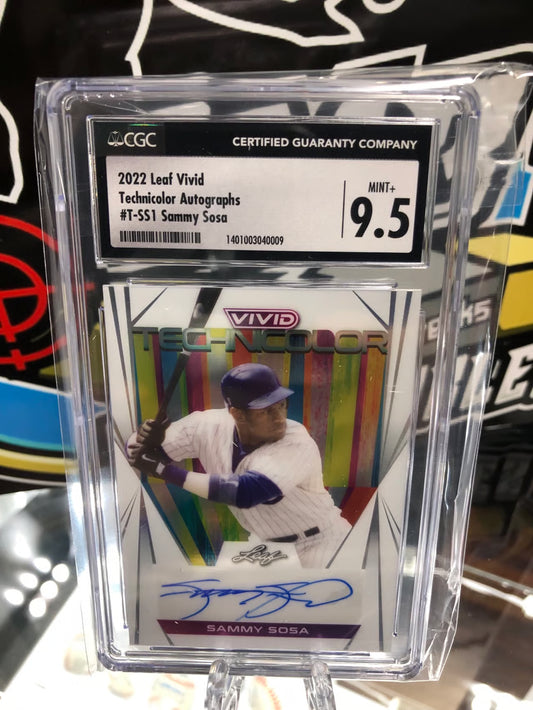 CGC
CERTIFIED GUARANTY COMPANY
2022 Leaf Vivid
Technicolor Autographs
#T-SS1 Sammy Sosa
1401003040009
MINT+
9.5
VIVID
TECHNICOLOR
Leaf
SAMMY SOSA